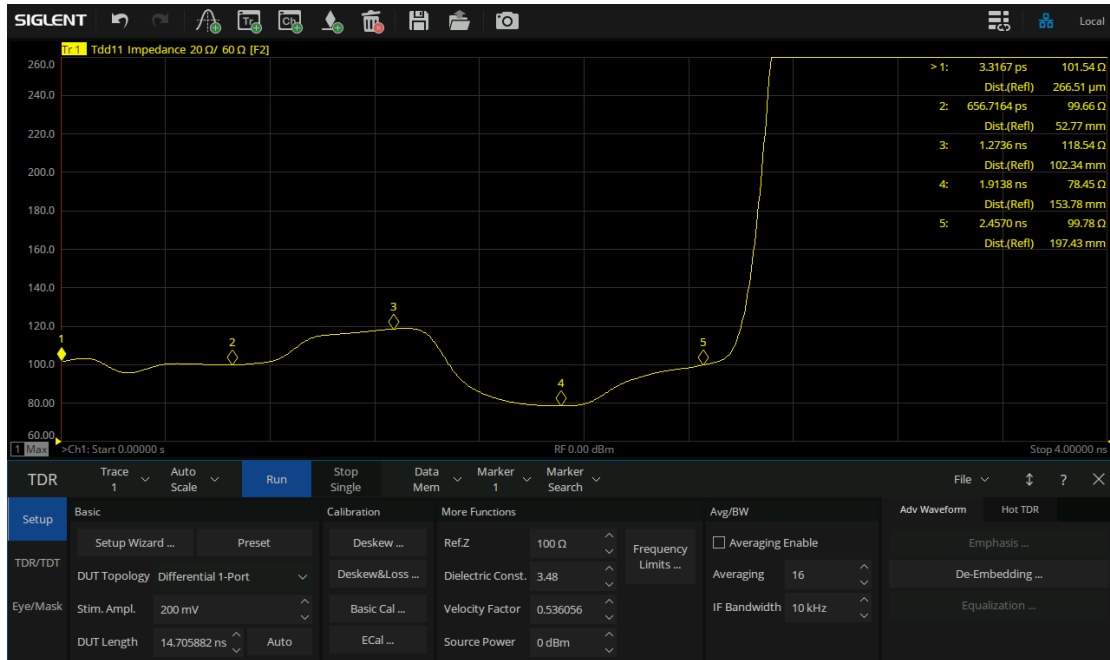 SIGLENT Tr Ch Local
Tr 1 Tdd11 Impedance 20 Ω/ 60 Ω [F2]
260.0
240.0
220.0
200.0
180.0
160.0
140.0
120.0
100.0
80.00
60.00
> 1: 3.3167 ps 101.54 Ω
Dist.(Refl) 266.51 µm
2: 656.7164 ps 99.66 Ω
Dist.(Refl) 52.77 mm
3: 1.2736 ns 118.54 Ω
Dist.(Refl) 102.34 mm
4: 1.9138 ns 78.45 Ω
Dist.(Refl) 153.78 mm
5: 2.4570 ns 99.78 Ω
Dist.(Refl) 197.43 mm
1
2
3
4
5
1 Max >Ch1: Start 0.00000 s RF 0.00 dBm Stop 4.00000 ns
TDR
Trace 1
Auto Scale
Run
Stop Single
Data Mem
Marker 1
Marker Search
File
?
Setup
TDR/TDT
Eye/Mask
Basic
Setup Wizard ... Preset
DUT Topology Differential 1-Port
Stim. Ampl. 200 mV
DUT Length 14.705882 ns Auto
Calibration
Deskew ...
Deskew&Loss ...
Basic Cal ...
ECal ...
More Functions
Ref.Z 100 Ω
Dielectric Const. 3.48
Velocity Factor 0.536056
Source Power 0 dBm
Frequency
Limits ...
Avg/BW
Averaging Enable
Averaging 16
IF Bandwidth 10 kHz
Adv Waveform Hot TDR
Emphasis ...
De-Embedding ...
Equalization ...